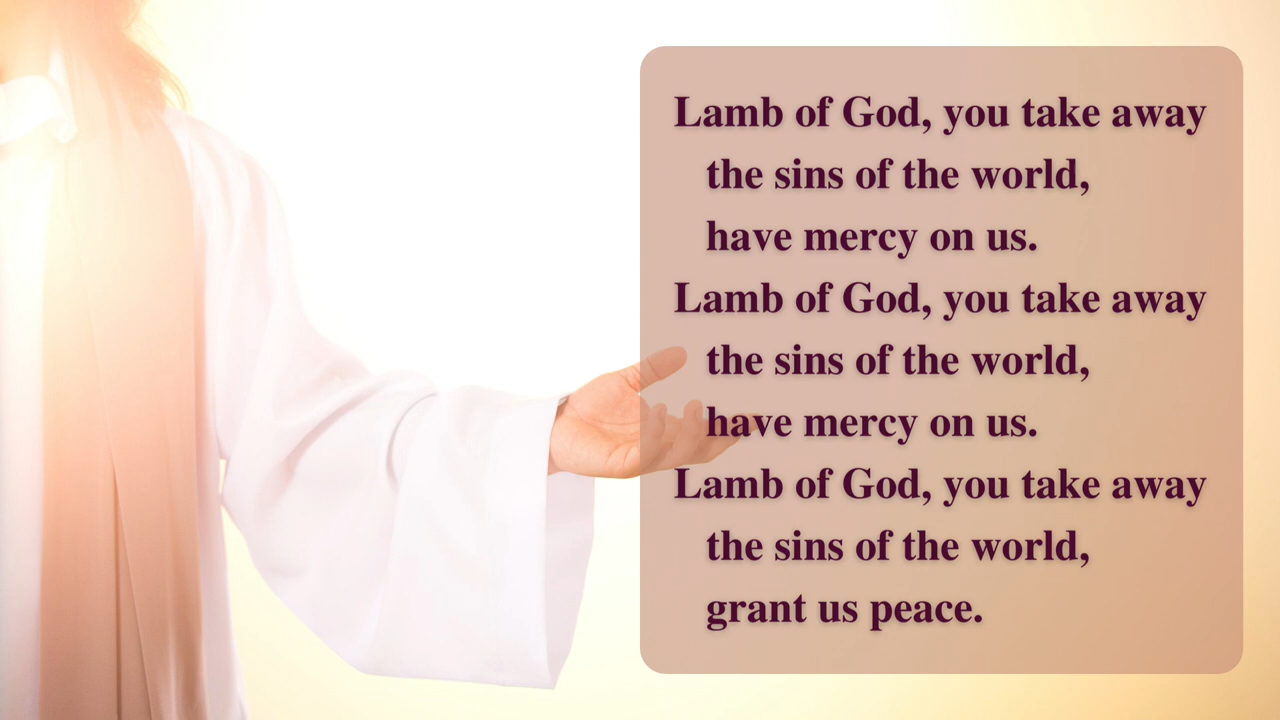 Lamb of God, you take away
the sins of the world,
have mercy on us.
Lamb of God, you take away
the sins of the world,
have mercy on us.
Lamb of God, you take away
the sins of the world,
grant us peace.